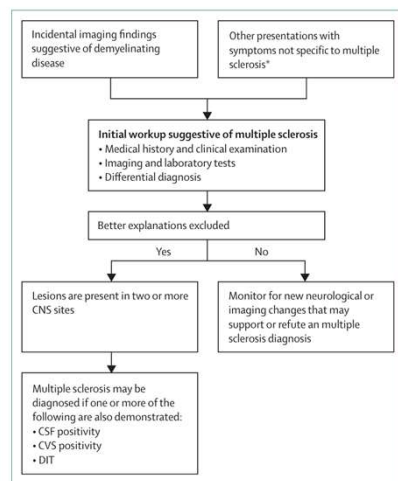 Incidental imaging findings
suggestive of demyelinating
disease
Other presentations with
symptoms not specific to multiple
sclerosis*
Initial workup suggestive of multiple sclerosis
• Medical history and clinical examination
• Imaging and laboratory tests
• Differential diagnosis
Better explanations excluded
Yes
No
Lesions are present in two or more
CNS sites
Monitor for new neurological or
imaging changes that may
support or refute an multiple
sclerosis diagnosis
Multiple sclerosis may be
diagnosed if one or more of the
following are also demonstrated:
• CSF positivity
• CVS positivity
• DIT